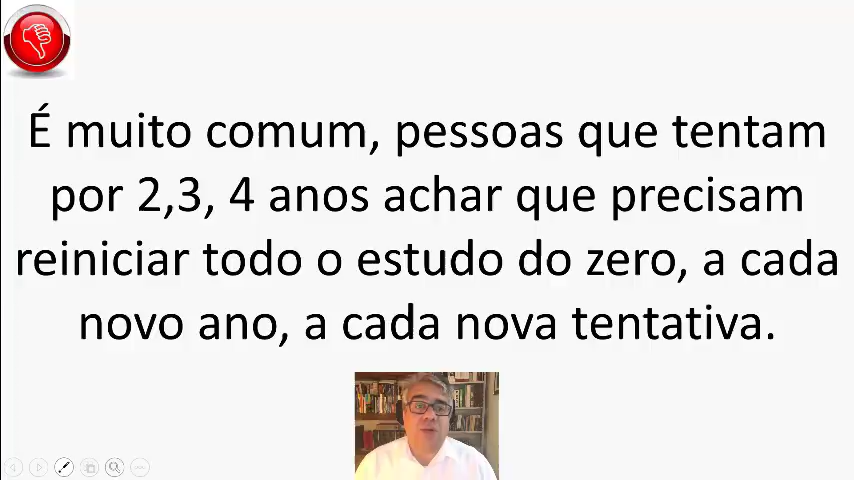 É muito comum, pessoas que tentam
por 2,3, 4 anos achar que precisam
reiniciar todo o estudo do zero, a cada
novo ano, a cada nova tentativa.